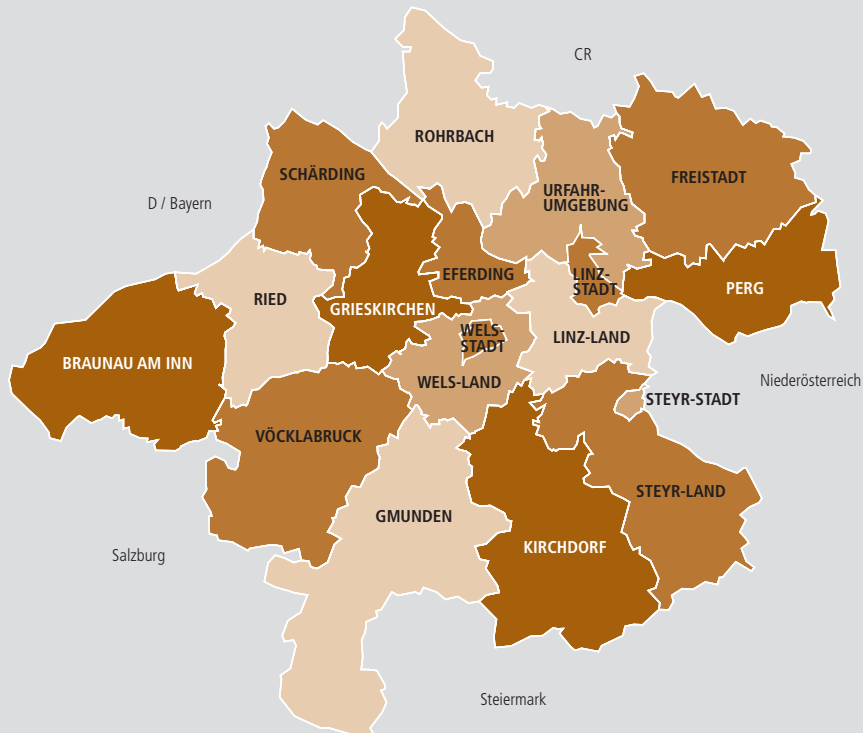 CR
ROHRBACH
SCHÄRDING
FREISTADT
URFAHR-
UMGEBUNG
D / Bayern
EFERDING
LINZ-
STADT
PERG
RIED
GRIESKIRCHEN
WELS-
STADT
LINZ-LAND
BRAUNAU AM INN
WELS-LAND
Niederösterreich
STEYR-STADT
VÖCKLABRUCK
STEYR-LAND
GMUNDEN
KIRCHDORF
Salzburg
Steiermark